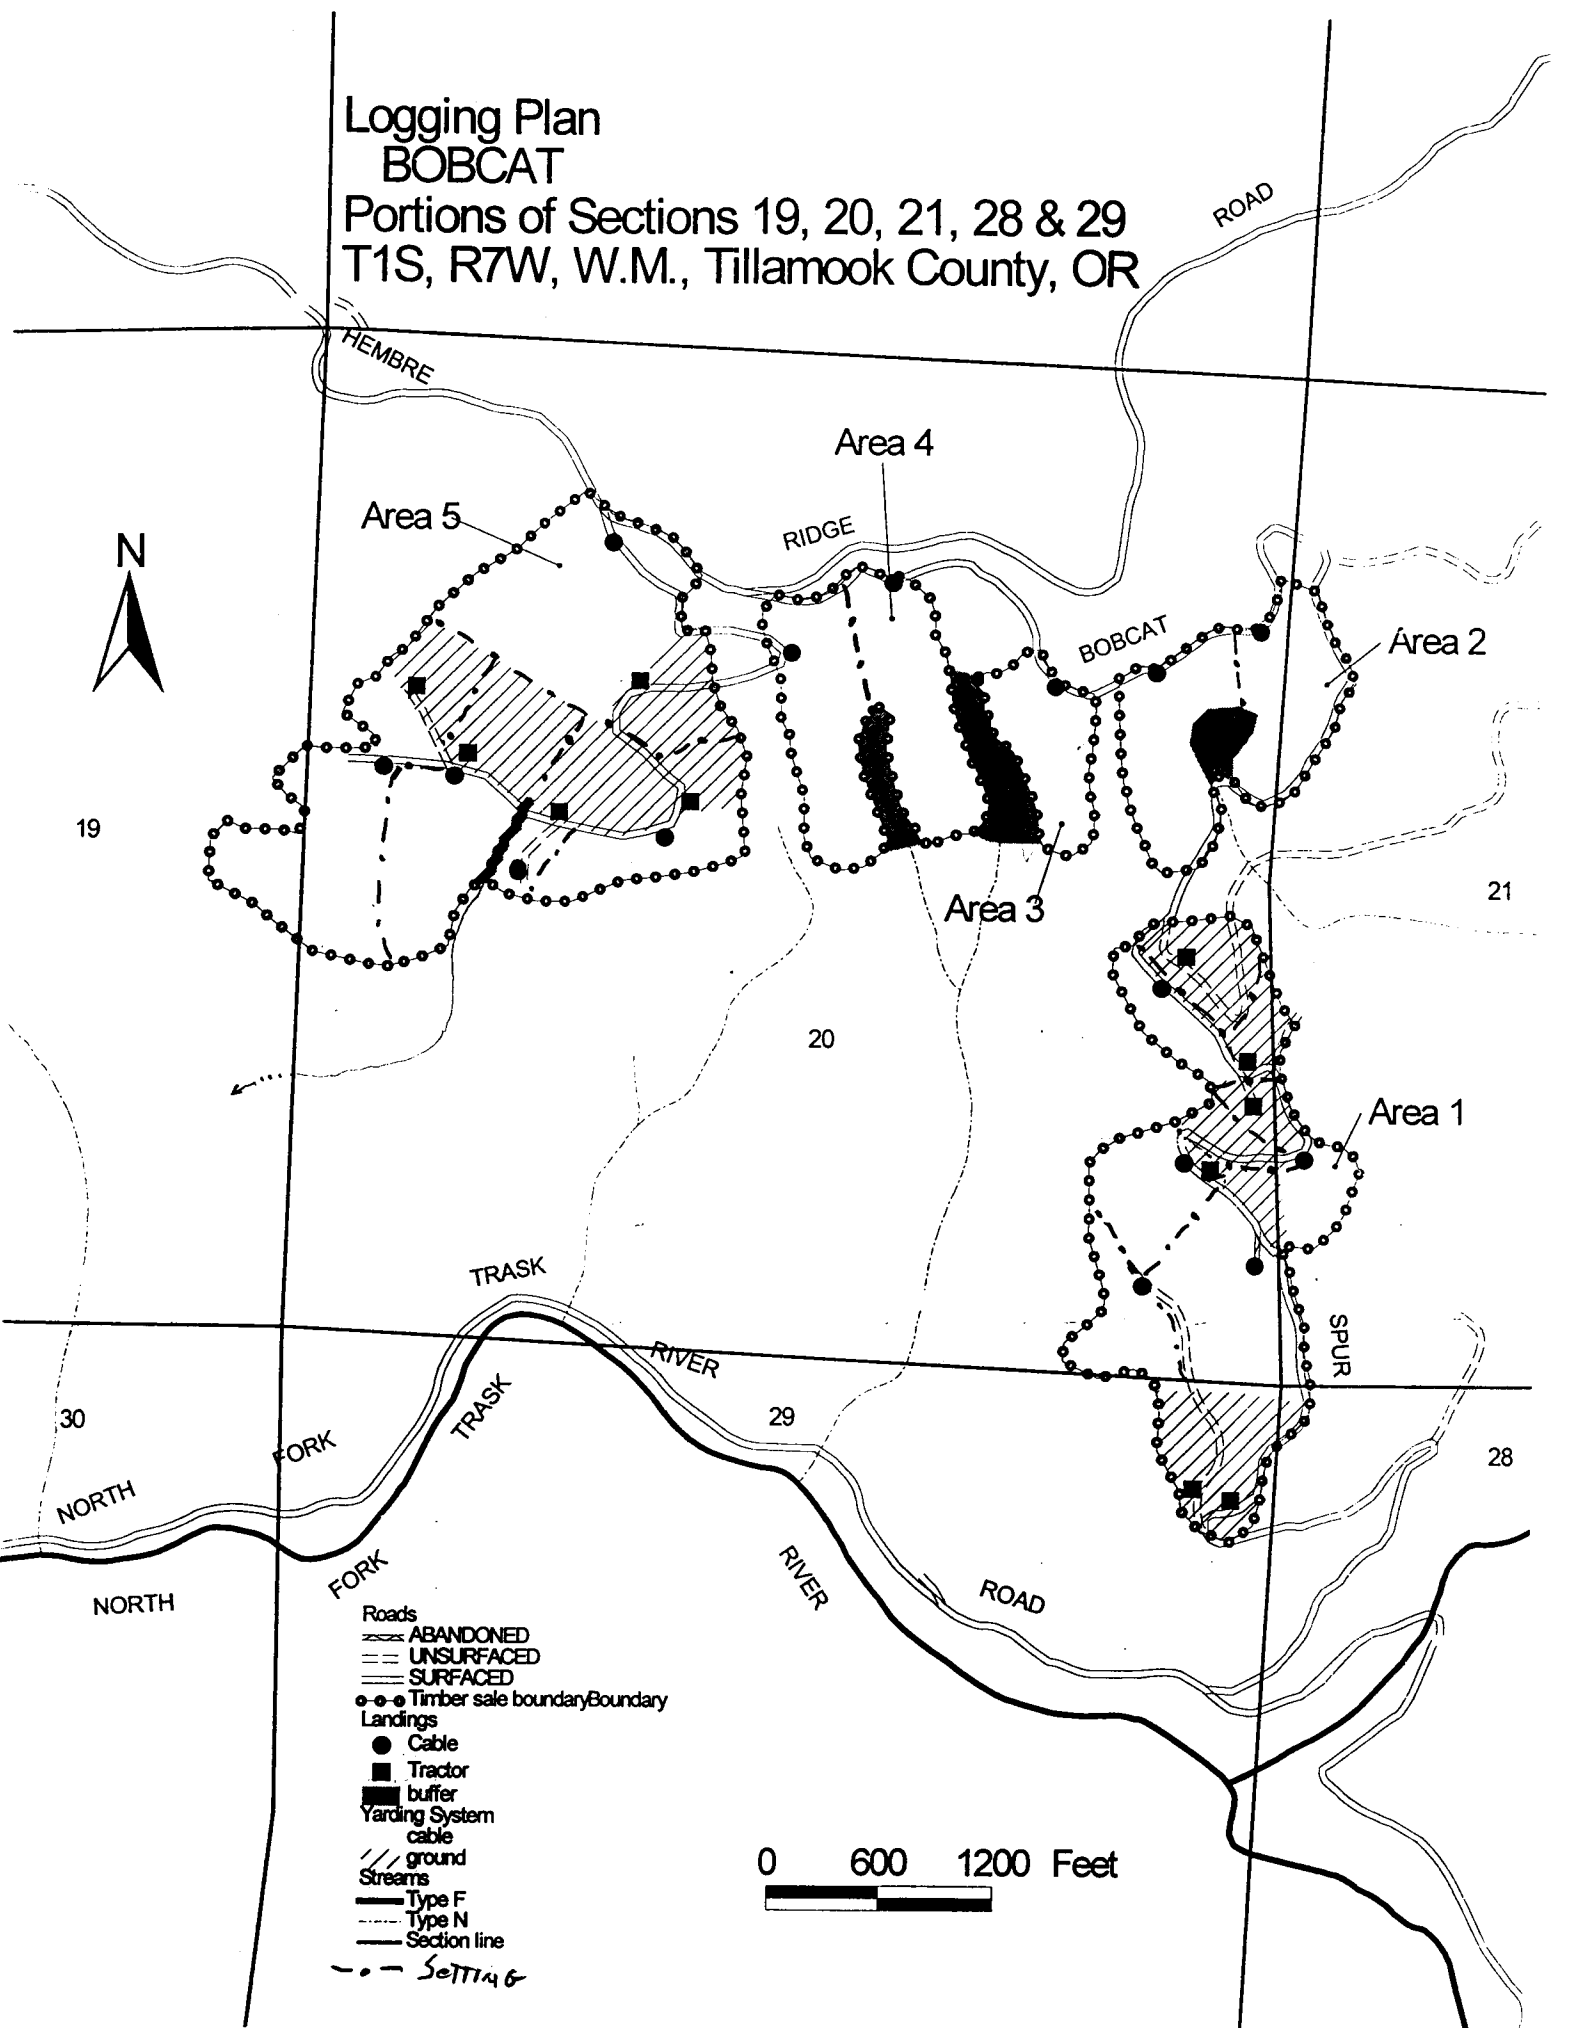 Logging Plan
BOBCAT
Portions of Sections 19, 20, 21, 28 & 29
T1S, R7W, W.M., Tillamook County, OR
ROAD
HEMBRE
Area 4
Area 5
RIDGE
N
BOBCAT
Area 2
19
21
Area 3
20
Area 1
TRASK
RIVER
SPUR
TRASK
30
29
FORK
28
NORTH
RIVER
FORK
ROAD
NORTH
Roads
ABANDONED
UNSURFACED
SURFACED
Timber sale boundaryBoundary
Landings
Cable
Tractor
buffer
Yarding System
cable
ground
Streams
Type F
Type N
Section line
SETTING
0 600 1200 Feet